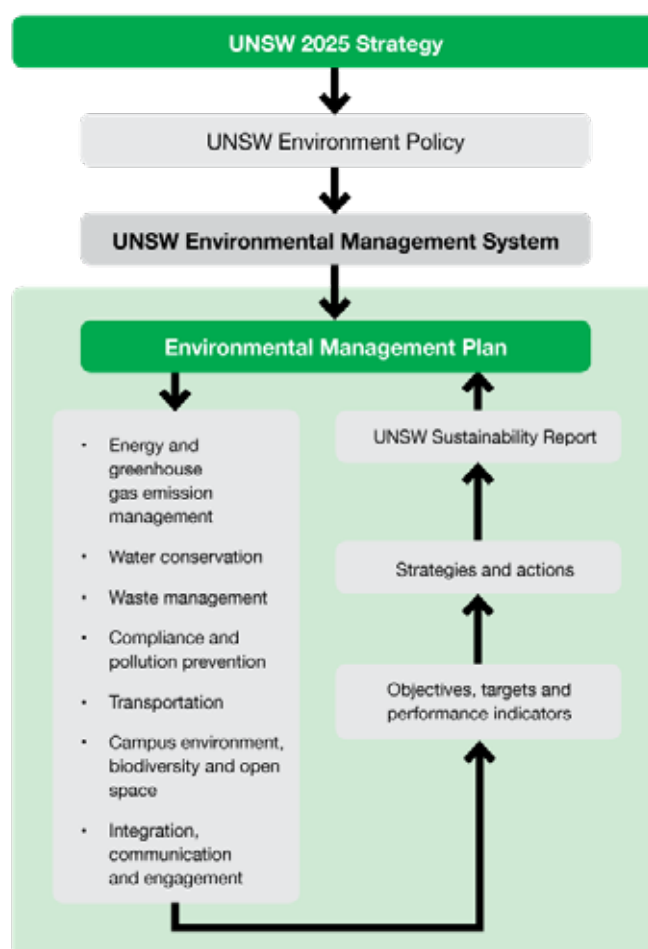 UNSW 2025 Strategy
UNSW Environment Policy
UNSW Environmental Management System
Environmental Management Plan
• Energy and
greenhouse
gas emission
management
• Water conservation
• Waste management
• Compliance and
pollution prevention
• Transportation
• Campus environment,
biodiversity and open
space
• Integration,
communication
and engagement
UNSW Sustainability Report
Strategies and actions
Objectives, targets and
performance indicators